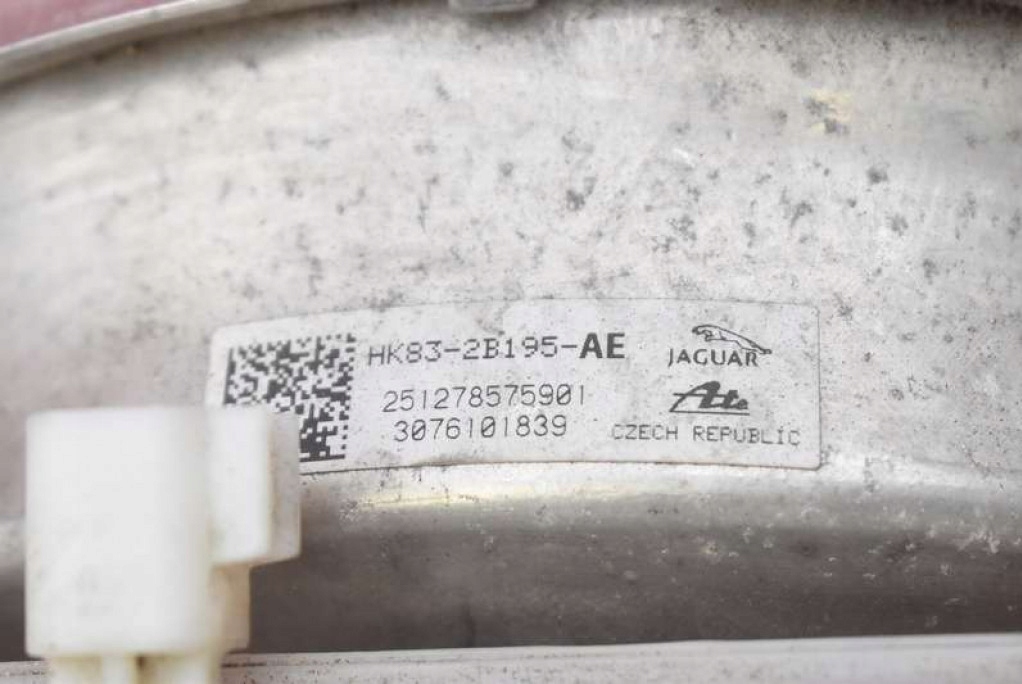 HK83-2B195-AE
JAGUAR
251278575901
Ate
3076101839
CZECH REPUBLIC